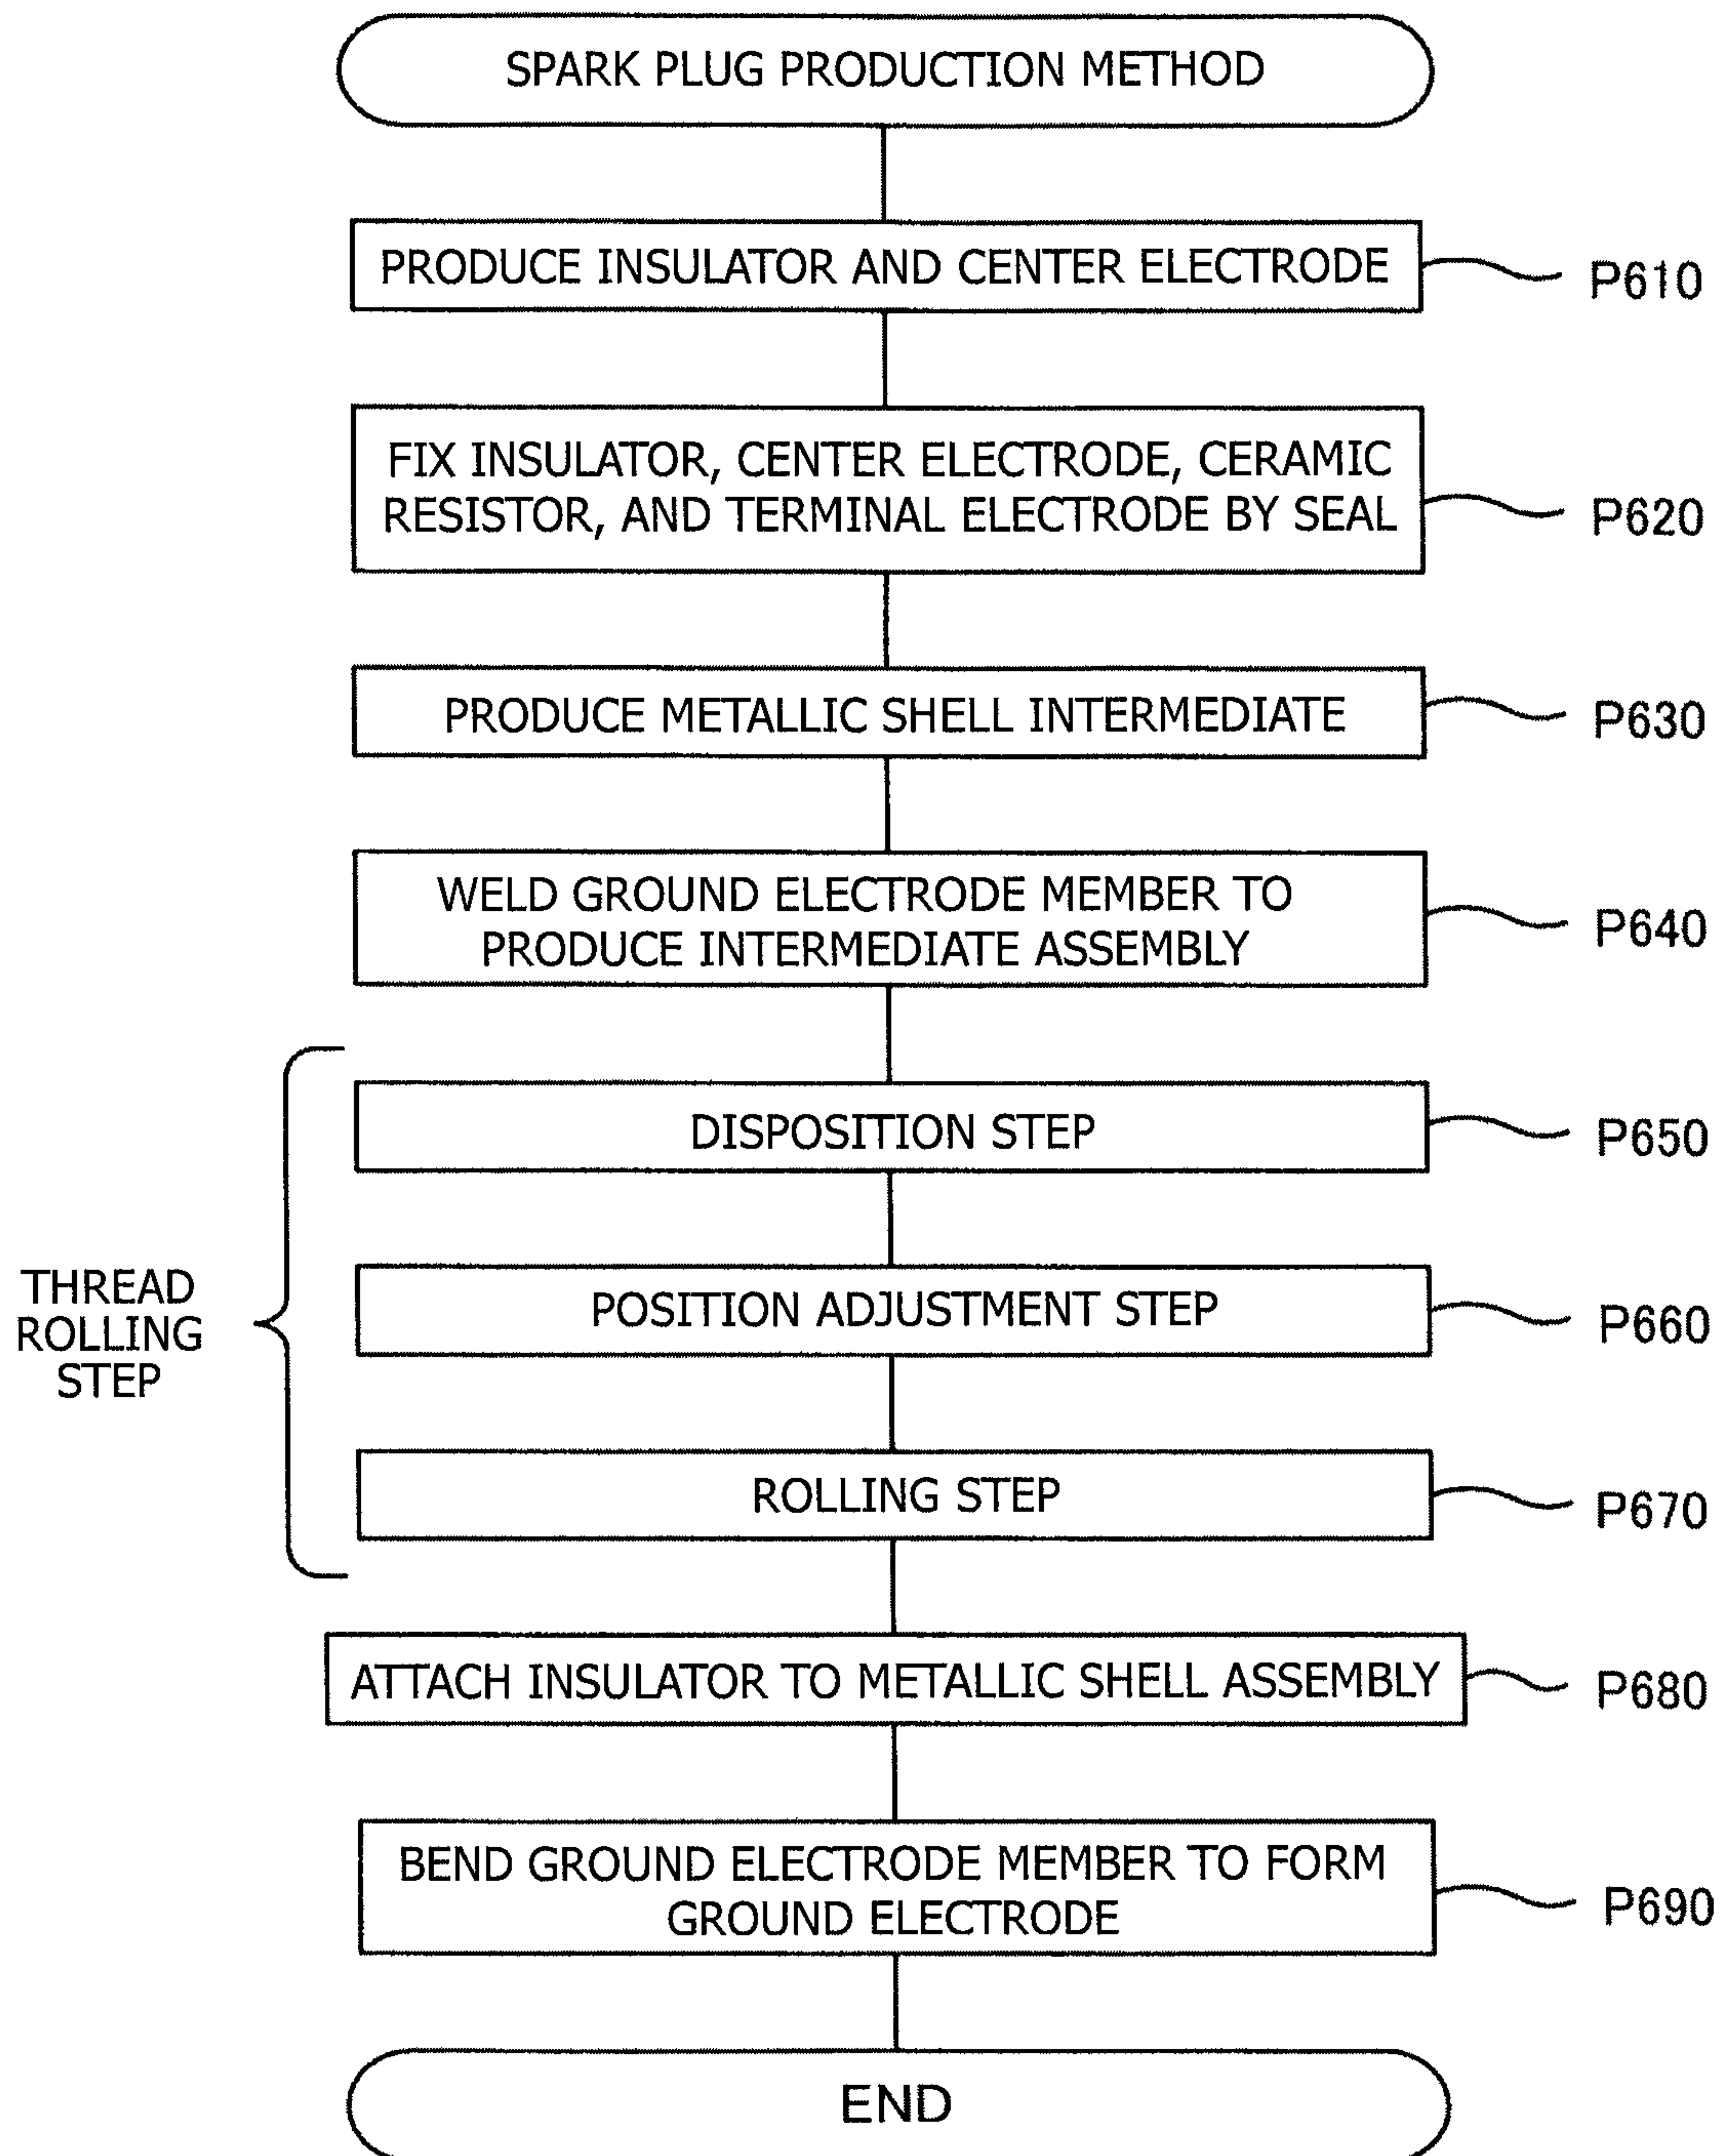 SPARK PLUG PRODUCTION METHOD
PRODUCE INSULATOR AND CENTER ELECTRODE
P610
FIX INSULATOR, CENTER ELECTRODE, CERAMIC
RESISTOR, AND TERMINAL ELECTRODE BY SEAL
P620
PRODUCE METALLIC SHELL INTERMEDIATE
P630
WELD GROUND ELECTRODE MEMBER TO
PRODUCE INTERMEDIATE ASSEMBLY
P640
THREAD
ROLLING
STEP
DISPOSITION STEP
P650
POSITION ADJUSTMENT STEP
P660
ROLLING STEP
P670
ATTACH INSULATOR TO METALLIC SHELL ASSEMBLY
P680
BEND GROUND ELECTRODE MEMBER TO FORM
GROUND ELECTRODE
P690
END